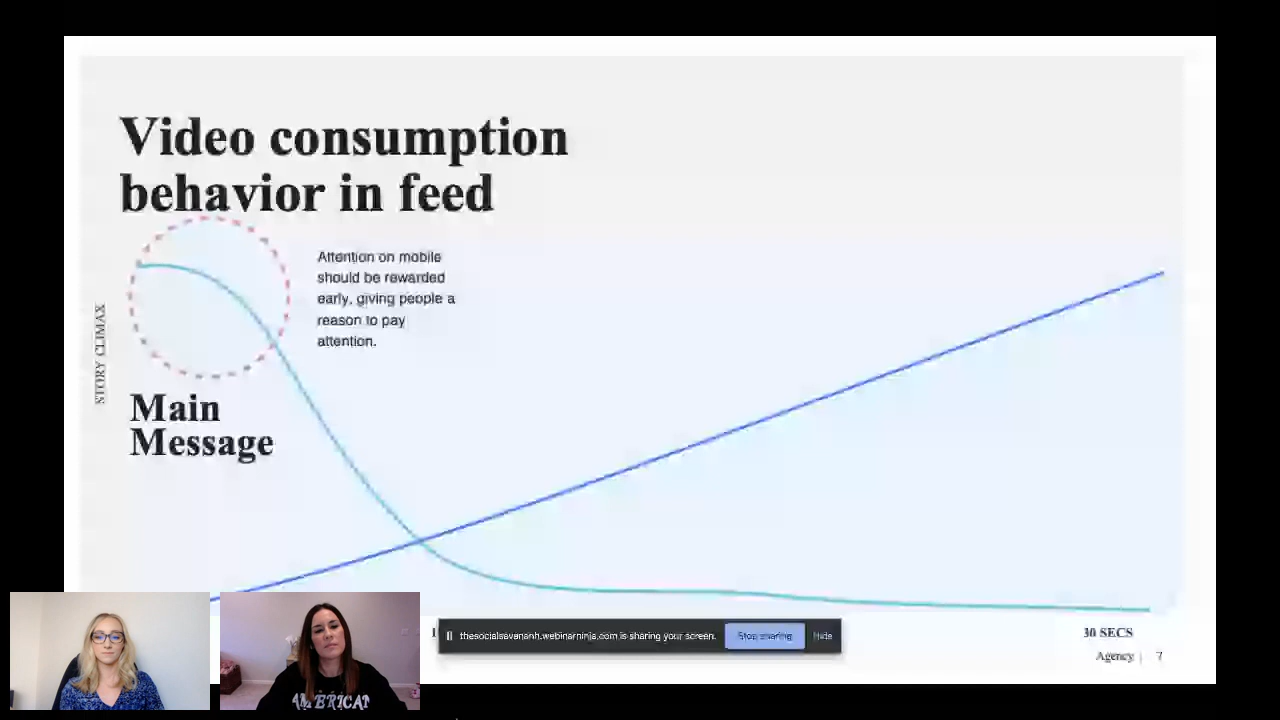 Video consumption
behavior in feed
Attention on mobile
should be rewarded
early, giving people a
reason to pay
attention.
STORY CLIMAX
Main
Message
thesocialsavannah.webinarninja.com is sharing your screen.
Stop sharing
Hide
30 SECS
Agency | 7
AMERICAN